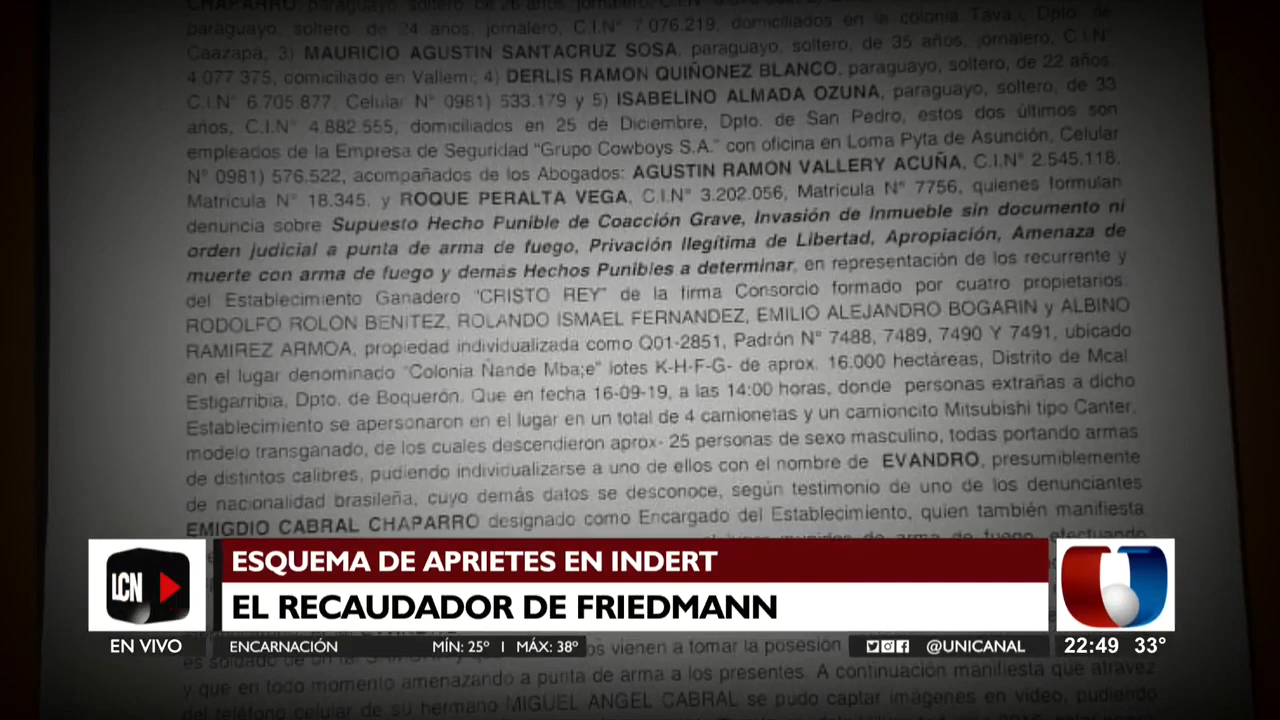 CHAPARRO, paraguayo, soltero de 26 años, jornalero, C.I.N°
paraguayo, soltero de 24 años, jornalero, C.I.N° 7.076.219, domiciliados en la colonia Tava., Dpto. de
Caazapá, 3) MAURICIO AGUSTIN SANTACRUZ SOSA, paraguayo, soltero, de 35 años, jornalero, C.I.N°
4.077.375, domiciliado en Vallemi; 4) DERLIS RAMON QUIÑONEZ BLANCO, paraguayo, soltero, de 22 años,
C.I.N° 6.705.877, Celular N° 0981) 533.179 y 5) ISABELINO ALMADA OZUNA, paraguayo, soltero, de 33
años, C.I.N° 4.882.555, domiciliados en 25 de Diciembre, Dpto. de San Pedro, estos dos últimos son
empleados de la Empresa de Seguridad "Grupo Cowboys S.A." con oficina en Loma Pyta de Asunción, Celular
N° 0981) 576.522, acompañados de los Abogados: AGUSTIN RAMON VALLERY ACUÑA, C.I.N° 2.545.118,
Matricula N° 18.345. y ROQUE PERALTA VEGA, C.I.N° 3.202.056, Matricula N° 7756, quienes formulan
denuncia sobre Supuesto Hecho Punible de Coacción Grave, Invasión de Inmueble sin documento ni
orden judicial a punta de arma de fuego, Privación Ilegítima de Libertad, Apropiación, Amenaza de
muerte con arma de fuego y demás Hechos Punibles a determinar, en representación de los recurrente y
del Establecimiento Ganadero "CRISTO REY" de la firma Consorcio formado por cuatro propietarios.
RODOLFO ROLON BENITEZ, ROLANDO ISMAEL FERNANDEZ, EMILIO ALEJANDRO BOGARIN y ALBINO
RAMIREZ ARMOA, propiedad individualizada como Q01-2851, Padrón N° 7488, 7489, 7490 Y 7491, ubicado
en el lugar denominado "Colonia Ñande Mba;e" lotes K-H-F-G- de aprox. 16.000 hectáreas, Distrito de Mcal
Estigarribia, Dpto. de Boquerón. Que en fecha 16-09-19, a las 14:00 horas, donde personas extrañas a dicho
Establecimiento se apersonaron en el lugar en un total de 4 camionetas y un camioncito Mitsubishi tipo Canter,
modelo transganado, de los cuales descendieron aprox- 25 personas de sexo masculino, todas portando armas
de distintos calibres, pudiendo individualizarse a uno de ellos con el nombre de EVANDRO, presumiblemente
de nacionalidad brasileña, cuyo demás datos se desconoce, según testimonio de uno de los denunciantes
EMIGDIO CABRAL CHAPARRO designado como Encargado del Establecimiento, quien también manifiesta
de arma de fuego, efectuando
LCN
ESQUEMA DE APRIETES EN INDERT
EL RECAUDADOR DE FRIEDMANN
EN VIVO
ENCARNACIÓN MÍN: 25° | MÁX: 38°
vienen a tomar la posesión
@UNICANAL
22:49 33°
y que en todo momento amenazando a punta de arma a los presentes. A continuación manifiesta que atravez
del teléfono celular de su hermano MIGUEL ANGEL CABRAL se pudo captar imágenes en video, pudiendo